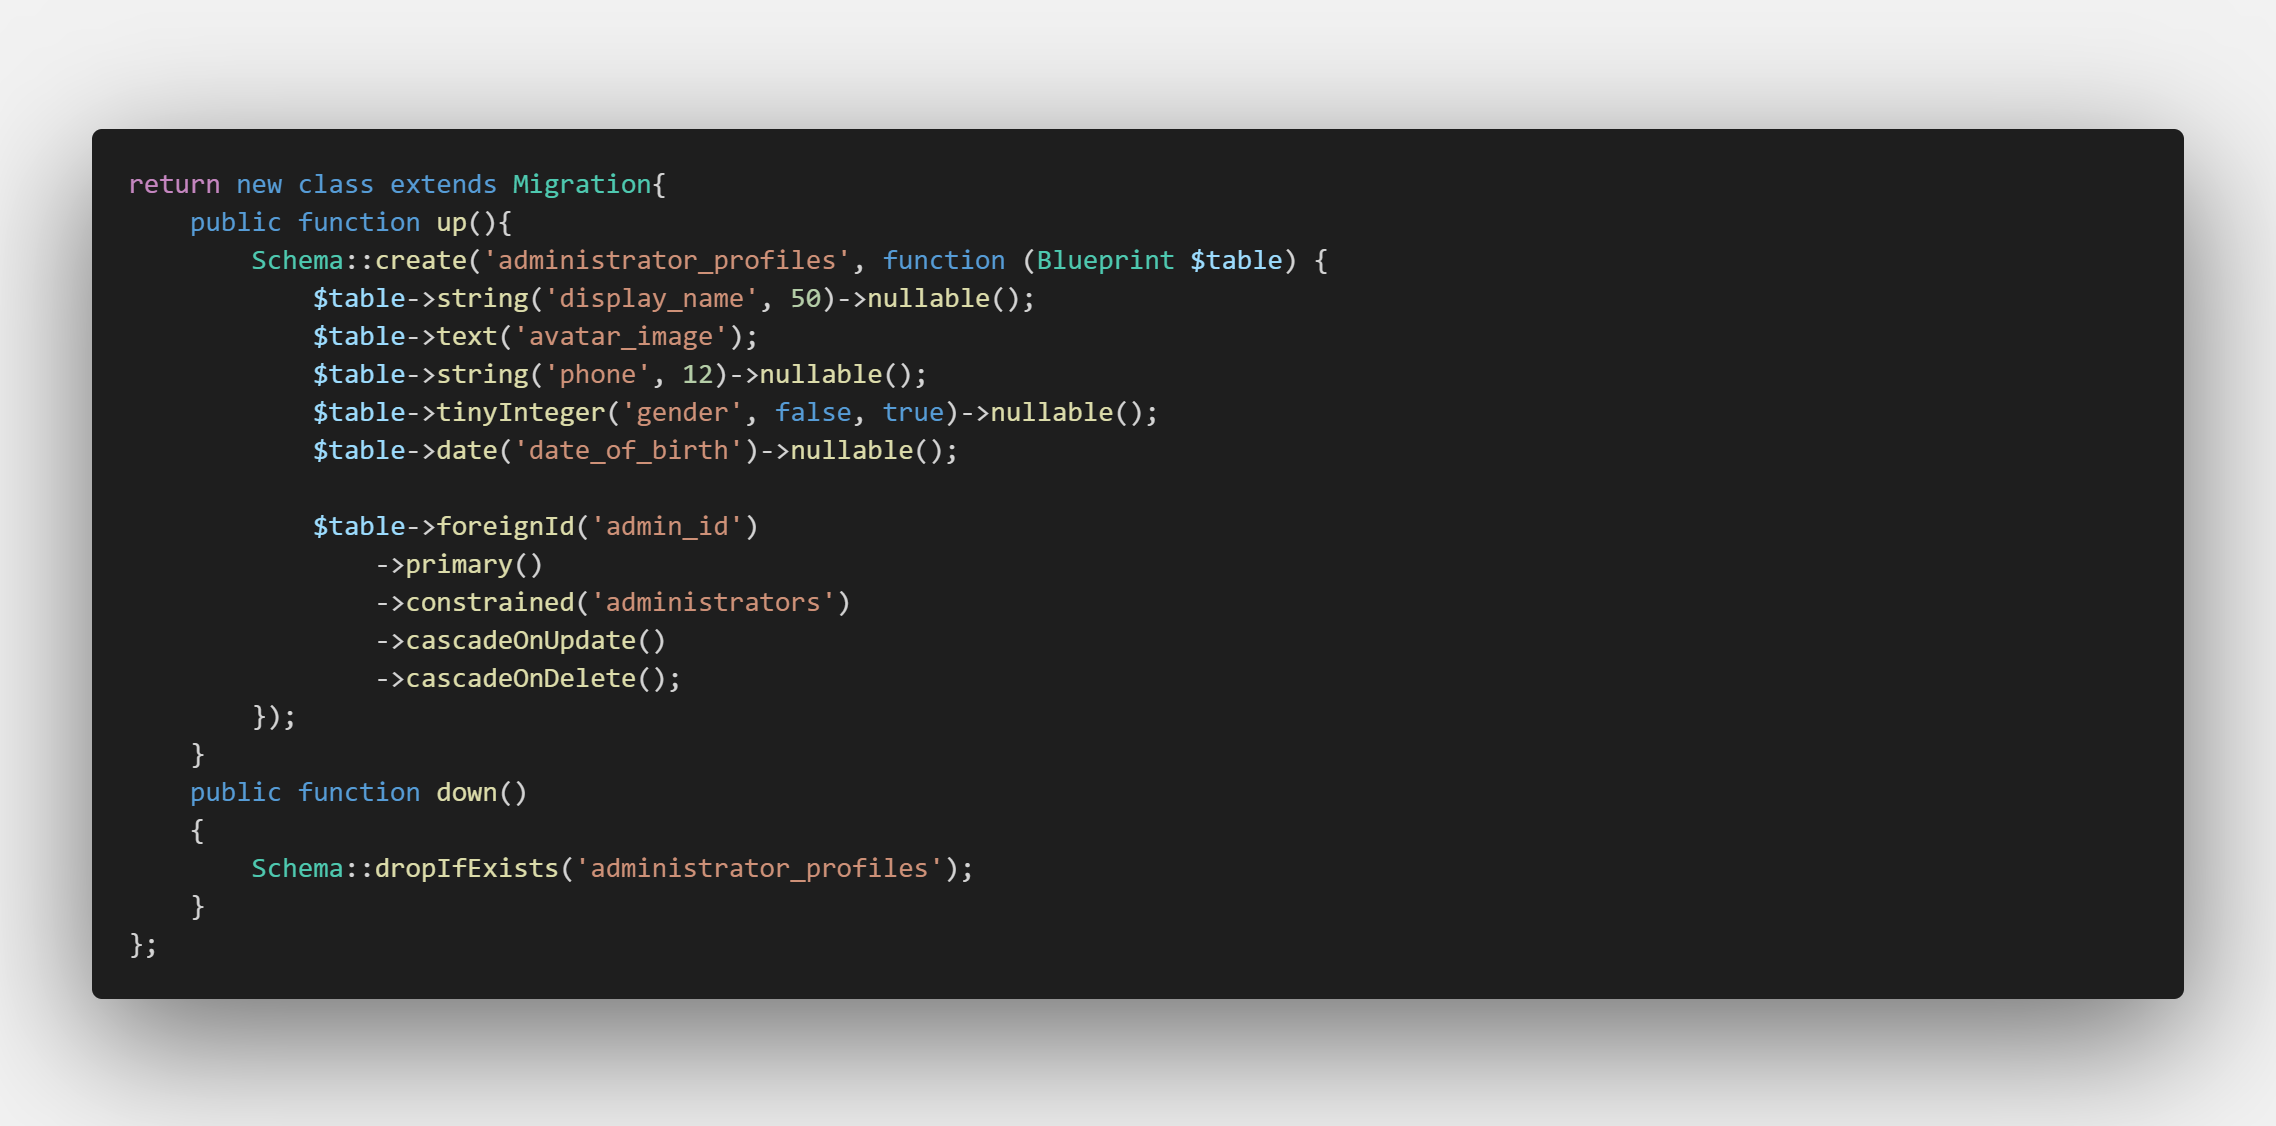 return new class extends Migration{
    public function up(){
        Schema::create('administrator_profiles', function (Blueprint $table) {
            $table->string('display_name', 50)->nullable();
            $table->text('avatar_image');
            $table->string('phone', 12)->nullable();
            $table->tinyInteger('gender', false, true)->nullable();
            $table->date('date_of_birth')->nullable();

            $table->foreignId('admin_id')
                ->primary()
                ->constrained('administrators')
                ->cascadeOnUpdate()
                ->cascadeOnDelete();
        });
    }
    public function down()
    {
        Schema::dropIfExists('administrator_profiles');
    }
};